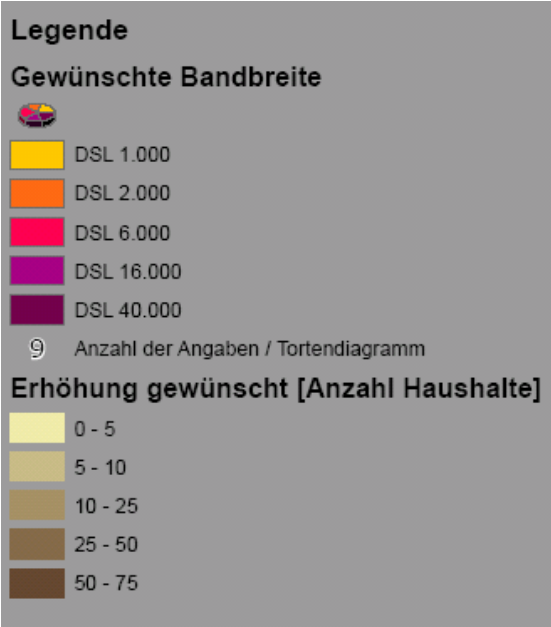 Legende
Gewünschte Bandbreite
DSL 1.000
DSL 2.000
DSL 6.000
DSL 16.000
DSL 40.000
9 Anzahl der Angaben / Tortendiagramm
Erhöhung gewünscht [Anzahl Haushalte]
0 - 5
5 - 10
10 - 25
25 - 50
50 - 75